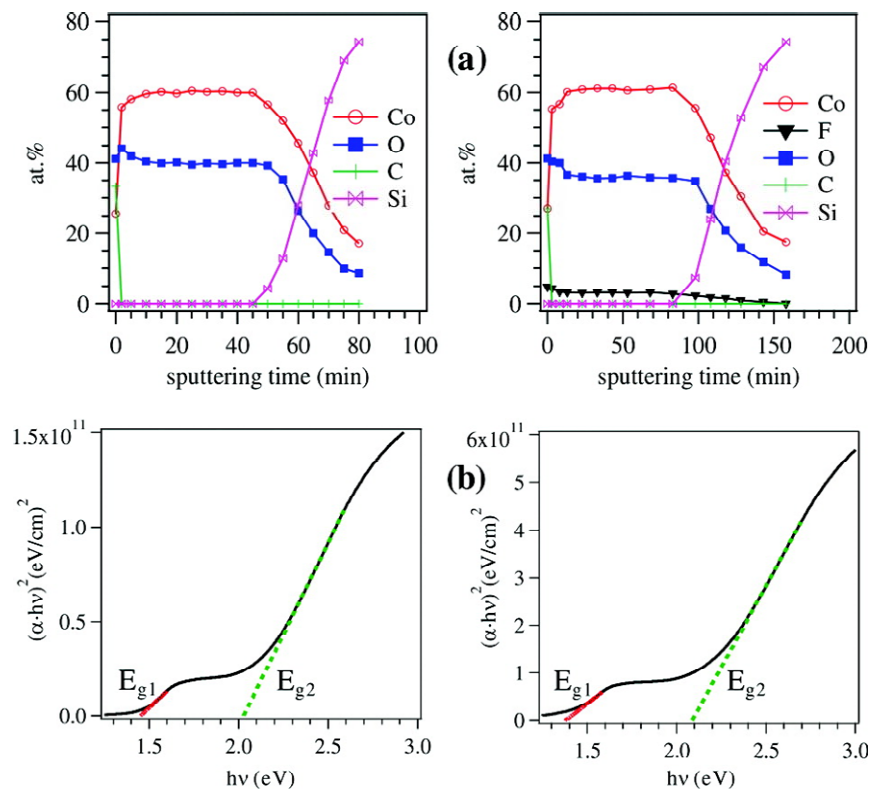 80
60
40
20
0
at.%
0 20 40 60 80 100
sputtering time (min)
Co
O
C
Si
(a)
80
60
40
20
0
at.%
0 50 100 150 200
sputtering time (min)
Co
F
O
C
Si
1.5x10^11
1.0
0.5
0.0
(α·hν)^2 (eV/cm)^2
E_g1
E_g2
1.5 2.0 2.5 3.0
hν (eV)
(b)
6x10^11
5
4
3
2
1
0
(α·hν)^2 (eV/cm)^2
E_g1
E_g2
1.5 2.0 2.5 3.0
hν (eV)